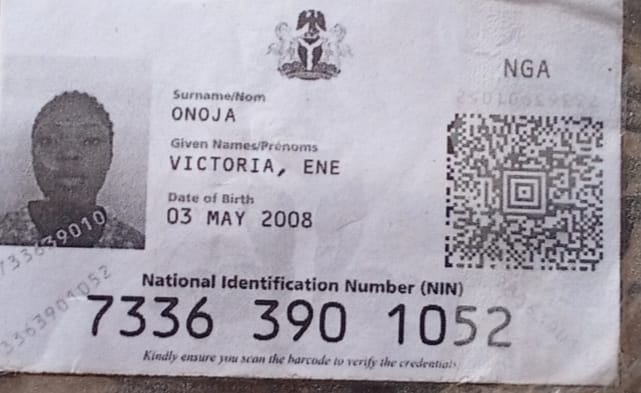 NGA
Surname/Nom
ONOJA
Given Names/Prénoms
VICTORIA, ENE
Date of Birth
03 MAY 2008
National Identification Number (NIN)
7336 390 1052
Kindly ensure you scan the barcode to verify the credentials